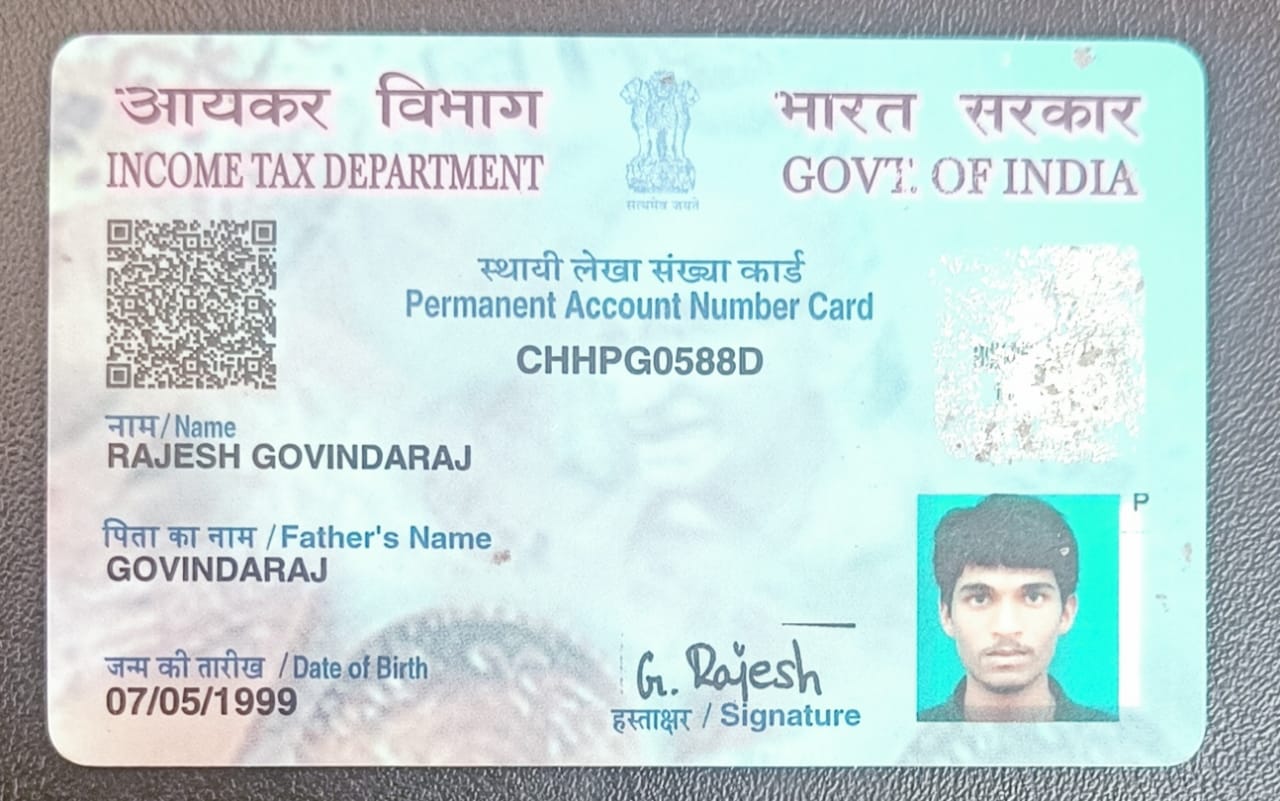 आयकर विभाग
INCOME TAX DEPARTMENT
सत्यमेव जयते
भारत सरकार
GOVT. OF INDIA
स्थायी लेखा संख्या कार्ड
Permanent Account Number Card
CHHPG0588D
नाम/Name
RAJESH GOVINDARAJ
पिता का नाम /Father's Name
GOVINDARAJ
जन्म की तारीख /Date of Birth
07/05/1999
G. Rajesh
हस्ताक्षर / Signature
P